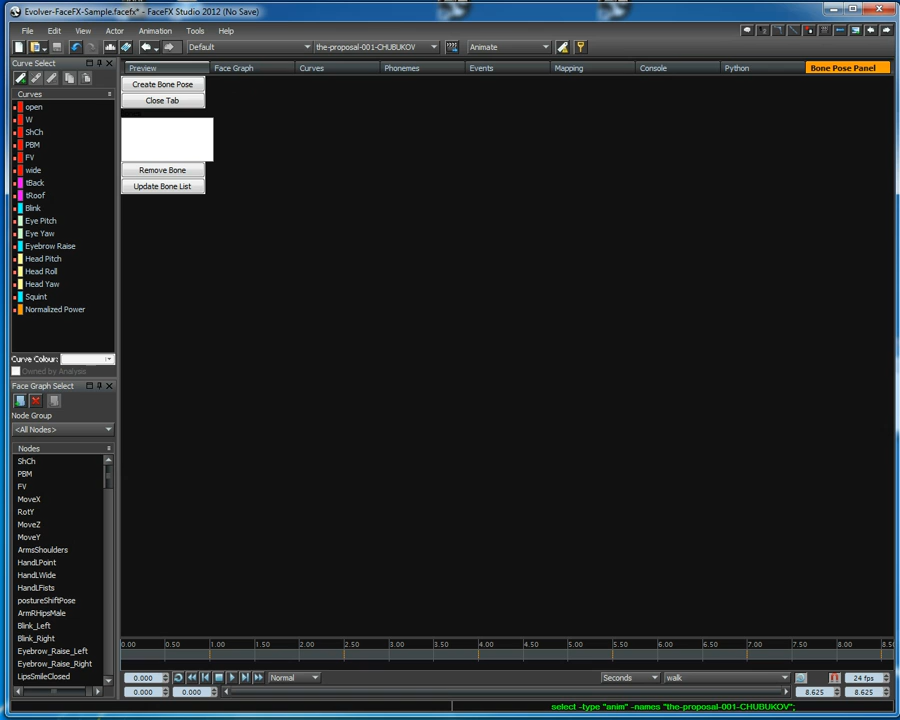 Evolver-FaceFX-Sample.facefx* - FaceFX Studio 2012 (No Save)
File Edit View Actor Animation Tools Help
Default the-proposal-001-CHUBUKOV Animate
Curve Select
Curves
open
W
ShCh
PBM
FV
wide
tBack
tRoof
Blink
Eye Pitch
Eye Yaw
Eyebrow Raise
Head Pitch
Head Roll
Head Yaw
Squint
Normalized Power
Curve Colour:
Owned by Analysis
Face Graph Select
Node Group
<All Nodes>
Nodes
ShCh
PBM
FV
MoveX
RotY
MoveZ
MoveY
ArmsShoulders
HandLPoint
HandLWide
HandLFists
postureShiftPose
ArmRHipsMale
Blink_Left
Blink_Right
Eyebrow_Raise_Left
Eyebrow_Raise_Right
LipsSmileClosed
Preview Face Graph Curves Phonemes Events Mapping Console Python Bone Pose Panel
Create Bone Pose
Close Tab
Remove Bone
Update Bone List
0.00 0.50 1.00 1.50 2.00 2.50 3.00 3.50 4.00 4.50 5.00 5.50 6.00 6.50 7.00 7.50 8.00 8.50
0.000 Normal Seconds walk 24 fps
0.000 0.000 8.625 8.625
select -type "anim" -names "the-proposal-001-CHUBUKOV";